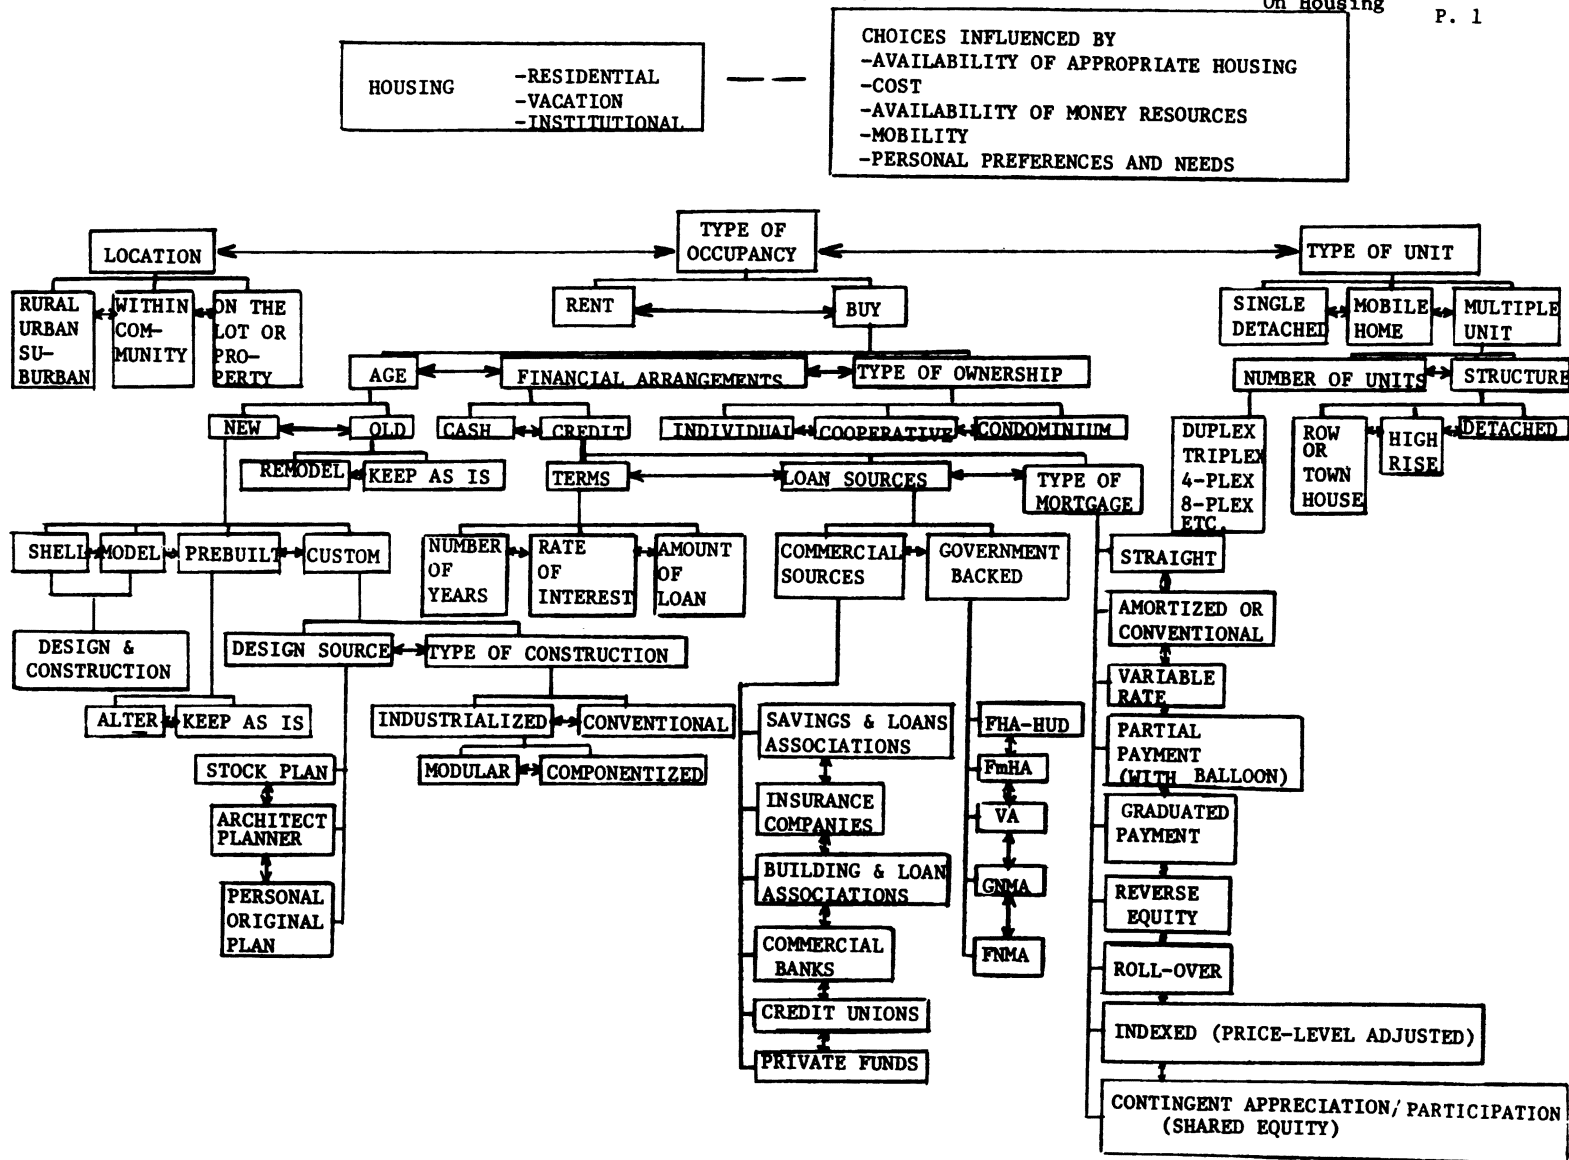 On Housing
P. 1
HOUSING
-RESIDENTIAL
-VACATION
-INSTITUTIONAL
CHOICES INFLUENCED BY
-AVAILABILITY OF APPROPRIATE HOUSING
-COST
-AVAILABILITY OF MONEY RESOURCES
-MOBILITY
-PERSONAL PREFERENCES AND NEEDS
LOCATION
TYPE OF
OCCUPANCY
TYPE OF UNIT
RURAL
URBAN
SU-
BURBAN
WITHIN
COM-
MUNITY
ON THE
LOT OR
PRO-
PERTY
RENT
BUY
SINGLE
DETACHED
MOBILE
HOME
MULTIPLE
UNIT
AGE
FINANCIAL ARRANGEMENTS
TYPE OF OWNERSHIP
NUMBER OF UNITS
STRUCTURE
NEW
OLD
CASH
CREDIT
INDIVIDUAL
COOPERATIVE
CONDOMINIUM
DUPLEX
TRIPLEX
4-PLEX
8-PLEX
ETC.
ROW
OR
TOWN
HOUSE
HIGH
RISE
DETACHED
REMODEL
KEEP AS IS
TERMS
LOAN SOURCES
TYPE OF
MORTGAGE
SHELL
MODEL
PREBUILT
CUSTOM
NUMBER
OF
YEARS
RATE
OF
INTEREST
AMOUNT
OF
LOAN
COMMERCIAL
SOURCES
GOVERNMENT
BACKED
STRAIGHT
AMORTIZED OR
CONVENTIONAL
VARIABLE
RATE
PARTIAL
PAYMENT
(WITH BALLOON)
GRADUATED
PAYMENT
REVERSE
EQUITY
ROLL-OVER
INDEXED (PRICE-LEVEL ADJUSTED)
CONTINGENT APPRECIATION/PARTICIPATION
(SHARED EQUITY)
DESIGN &
CONSTRUCTION
DESIGN SOURCE
TYPE OF CONSTRUCTION
ALTER
KEEP AS IS
INDUSTRIALIZED
CONVENTIONAL
MODULAR
COMPONENTIZED
STOCK PLAN
ARCHITECT
PLANNER
PERSONAL
ORIGINAL
PLAN
SAVINGS & LOANS
ASSOCIATIONS
INSURANCE
COMPANIES
BUILDING & LOAN
ASSOCIATIONS
COMMERCIAL
BANKS
CREDIT UNIONS
PRIVATE FUNDS
FHA-HUD
FmHA
VA
GNMA
FNMA